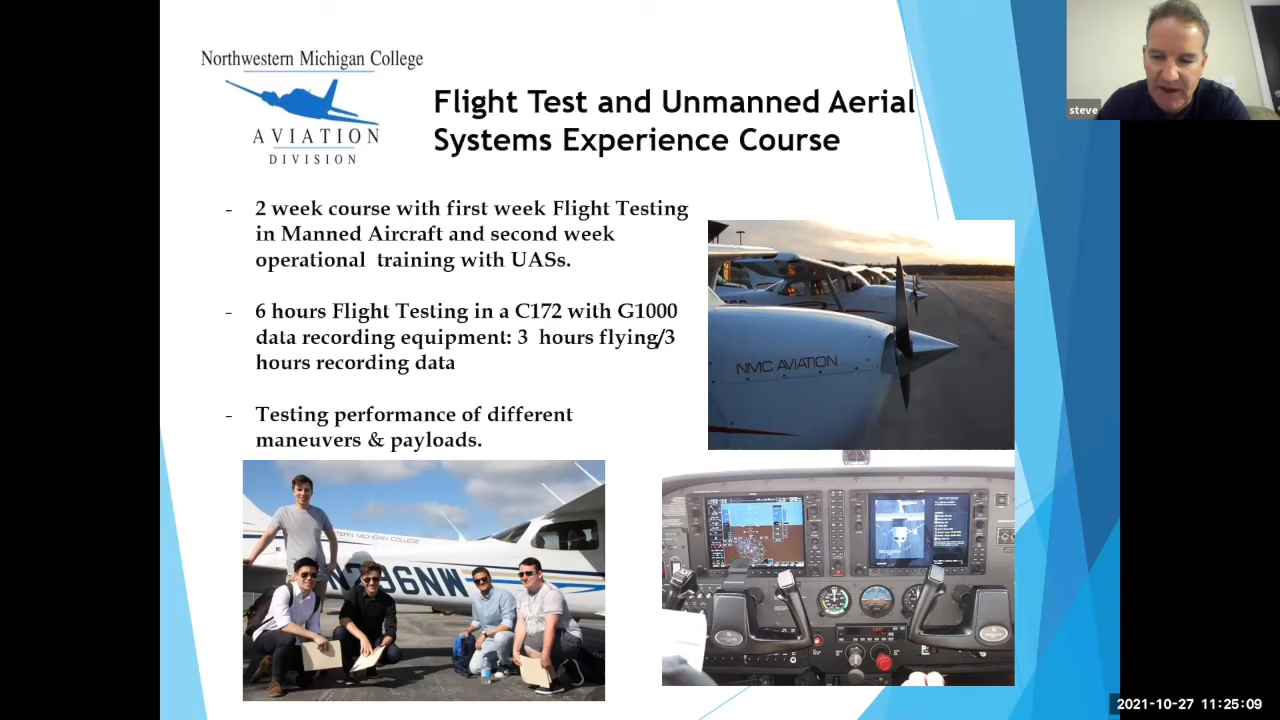 Northwestern Michigan College
AVIATION
DIVISION
Flight Test and Unmanned Aerial
Systems Experience Course
steve
- 2 week course with first week Flight Testing
in Manned Aircraft and second week
operational training with UASs.
- 6 hours Flight Testing in a C172 with G1000
data recording equipment: 3 hours flying/3
hours recording data
- Testing performance of different
maneuvers & payloads.
NMC AVIATION
MICHIGAN COLLEGE
2021-10-27 11:25:09